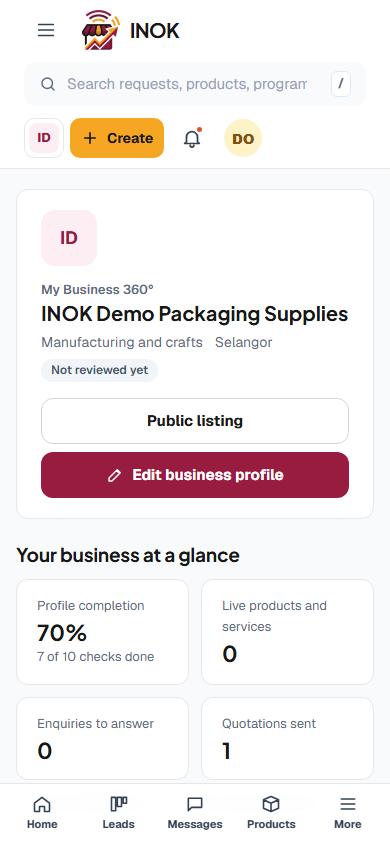 INOK
Search requests, products, program
/
ID
+ Create
DO
ID
My Business 360°
INOK Demo Packaging Supplies
Manufacturing and crafts Selangor
Not reviewed yet
Public listing
Edit business profile
Your business at a glance
Profile completion
70%
7 of 10 checks done
Live products and
services
0
Enquiries to answer
0
Quotations sent
1
Home
Leads
Messages
Products
More